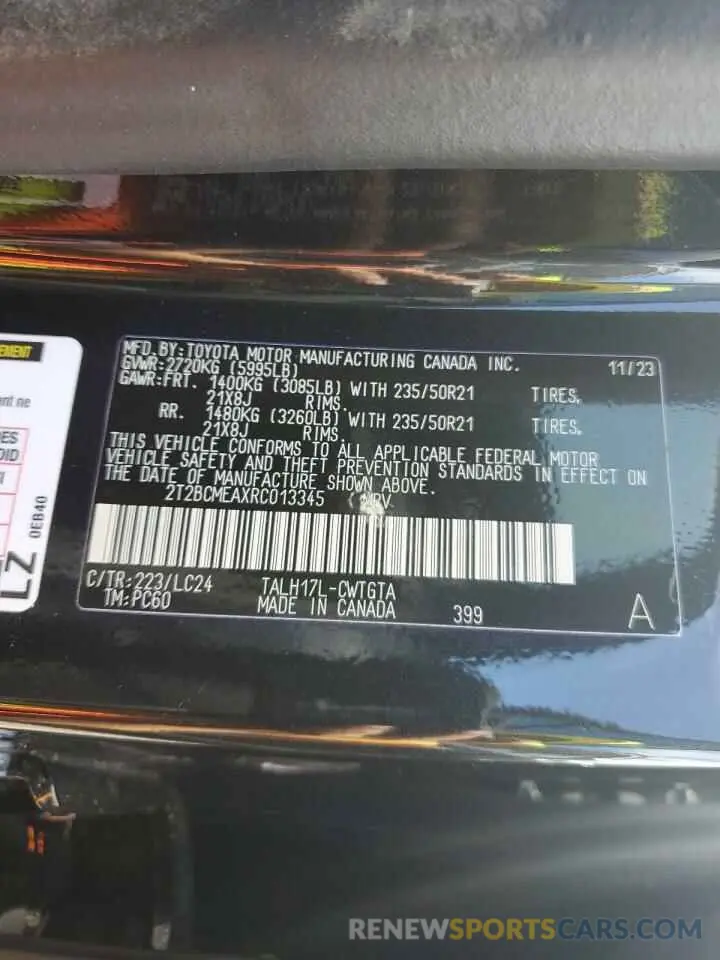 MFD.BY:TOYOTA MOTOR MANUFACTURING CANADA INC. 11/23
GVWR:2720KG (5995LB)
GAWR:FRT. 1400KG (3085LB) WITH 235/50R21 TIRES,
21X8J RIMS.
RR. 1480KG (3260LB) WITH 235/50R21 TIRES,
21X8J RIMS.
THIS VEHICLE CONFORMS TO ALL APPLICABLE FEDERAL MOTOR
VEHICLE SAFETY AND THEFT PREVENTION STANDARDS IN EFFECT ON
THE DATE OF MANUFACTURE SHOWN ABOVE.
2T2BCMEAXRC013345
C/TR:223/LC24 TALH17L-CWTGTA
TM:PC60 MADE IN CANADA 399 A
0EB40
LZ
RENEWSPORTSCARS.COM